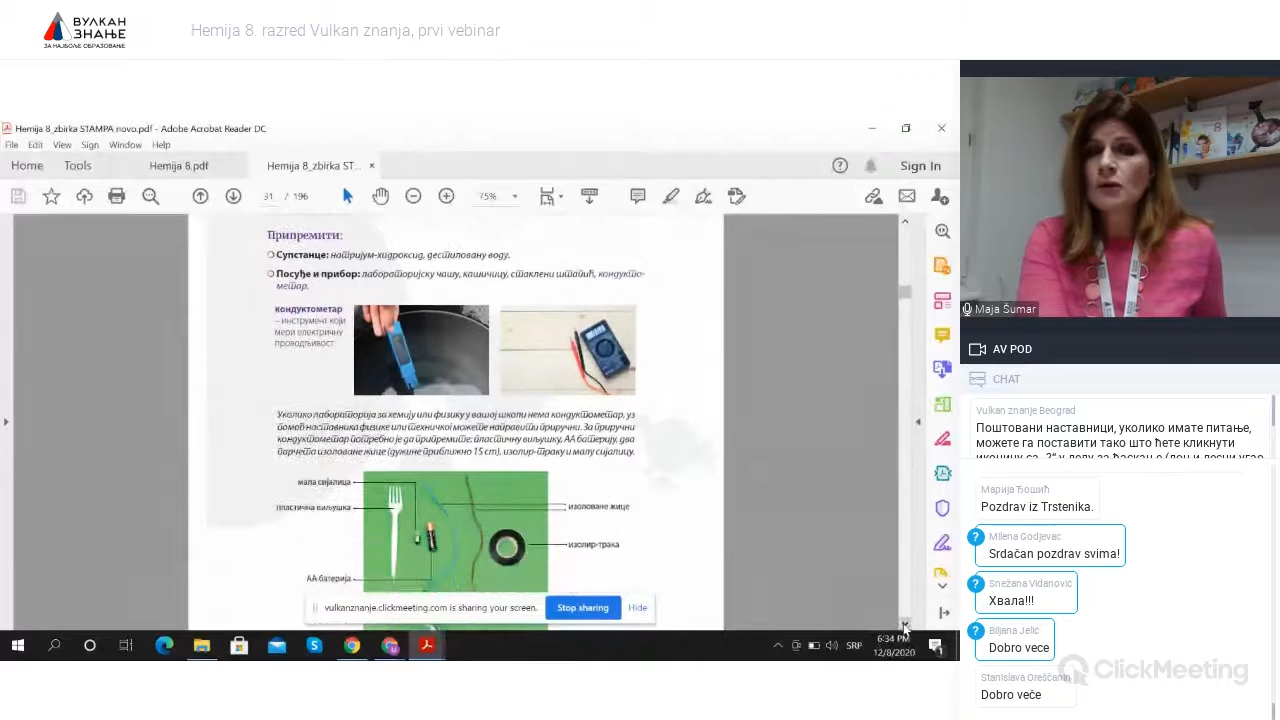 ВУЛКАН
ЗНАЊЕ
ЗА НАЈБОЉЕ ОБРАЗОВАЊЕ
Hemija 8. razred Vulkan znanja, prvi vebinar
Hemija 8_zbirka STAMPA novo.pdf - Adobe Acrobat Reader DC
File Edit View Sign Window Help
Home Tools Hemija 8.pdf Hemija 8_zbirka ST... × Sign In
31 / 196 75%
Припремити:
Супстанце: натријум-хидроксид, дестиловану воду.
Посуђе и прибор: лабораторијску чашу, кашичицу, стаклени штапић, кондукто-
метар.
кондуктометар
– инструмент који
мери електричну
проводљивост
Уколико лабораторија за хемију или физику у вашој школи нема кондуктометар, уз
помоћ наставника физике или техничког можете направити приручни. За приручни
кондуктометар потребно је да припремите: пластичну виљушку, АА батерију, два
парчета изоловане жице (дужине приближно 15 cm), изолир-траку и малу сијалицу.
мала сијалица
пластична виљушка
изоловане жице
изолир-трака
АА-батерија
vulkanznanje.clickmeeting.com is sharing your screen. Stop sharing Hide
SRP
6:34 PM
12/8/2020
1
Maja Šumar
AV POD
CHAT
Vulkan znanje Beograd
Поштовани наставници, уколико имате питање,
можете га поставити тако што ћете кликнути
Марија Ђошић
Pozdrav iz Trstenika.
? Milena Godjevac
Srdačan pozdrav svima!
? Snežana Vidanović
Хвала!!!
? Biljana Jelić
Dobro vece
Stanislava Oreščanin
Dobro veče
ClickMeeting